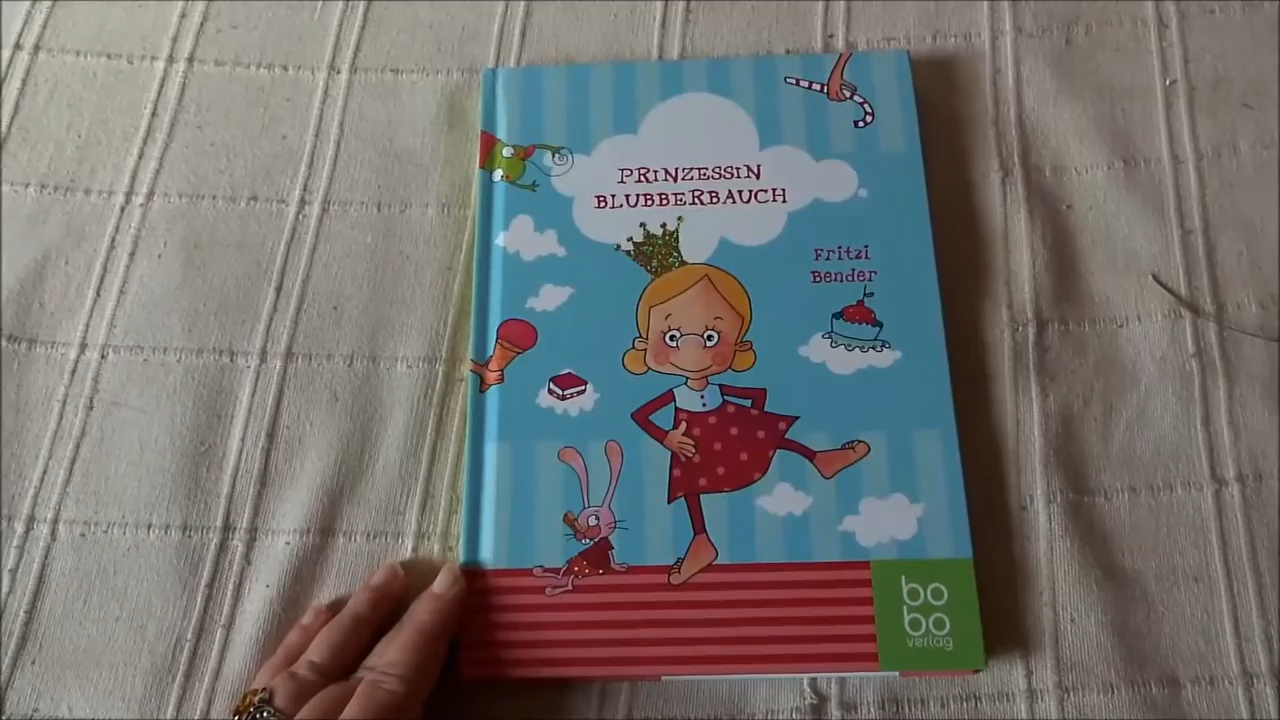 PRINZESSIN
BLUBBERBAUCH
Fritzi
Bender
bo
bo
verlag